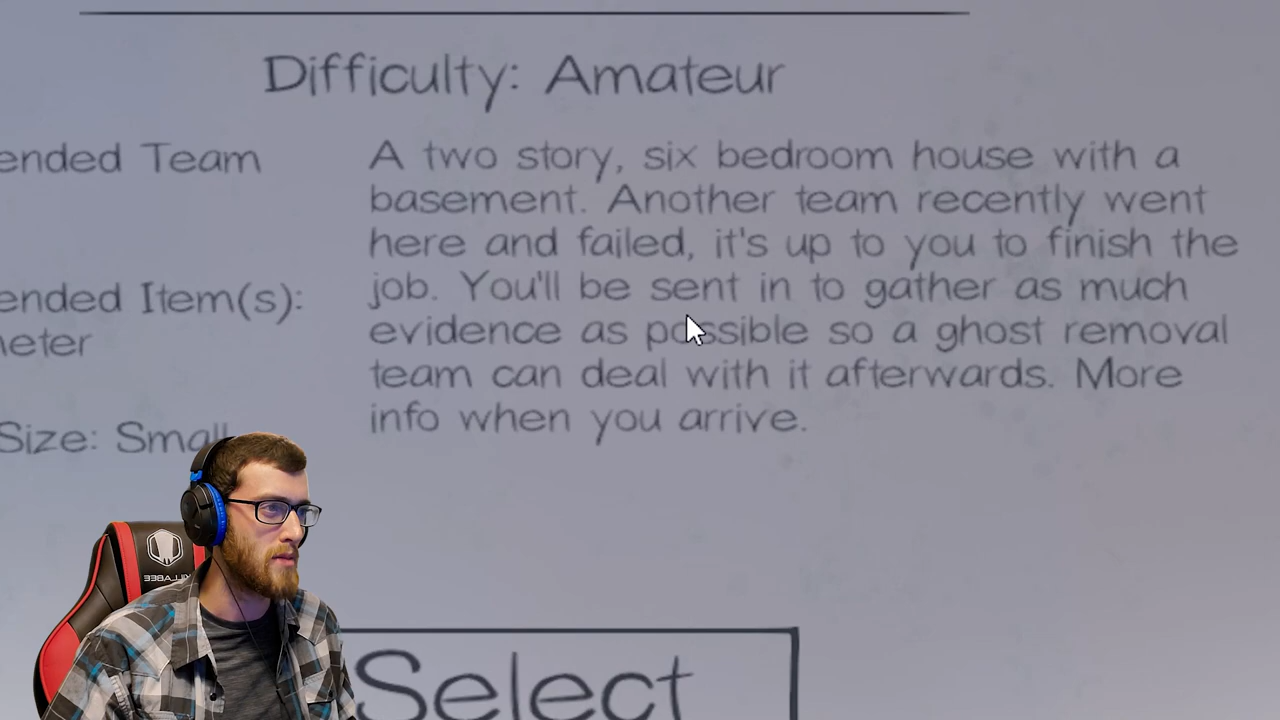 Difficulty: Amateur
ended Team
ended Item(s):
eter
Size: Small
A two story, six bedroom house with a
basement. Another team recently went
here and failed, it's up to you to finish the
job. You'll be sent in to gather as much
evidence as possible so a ghost removal
team can deal with it afterwards. More
info when you arrive.
KILLABEE
Select